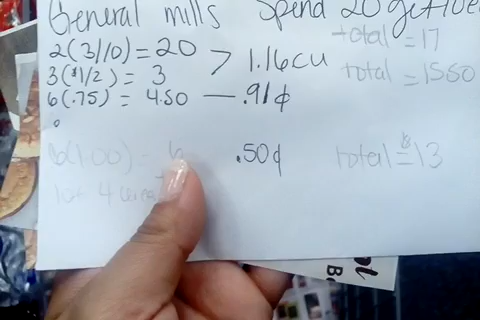 General mills Spend 20 get
total = 17
2(3//10) = 20 > 1.16cu
total = 1550
3($1/2) = 3
6(.75) = 4.50 — .91¢
6(1.00) = 6 .50¢ total = 13